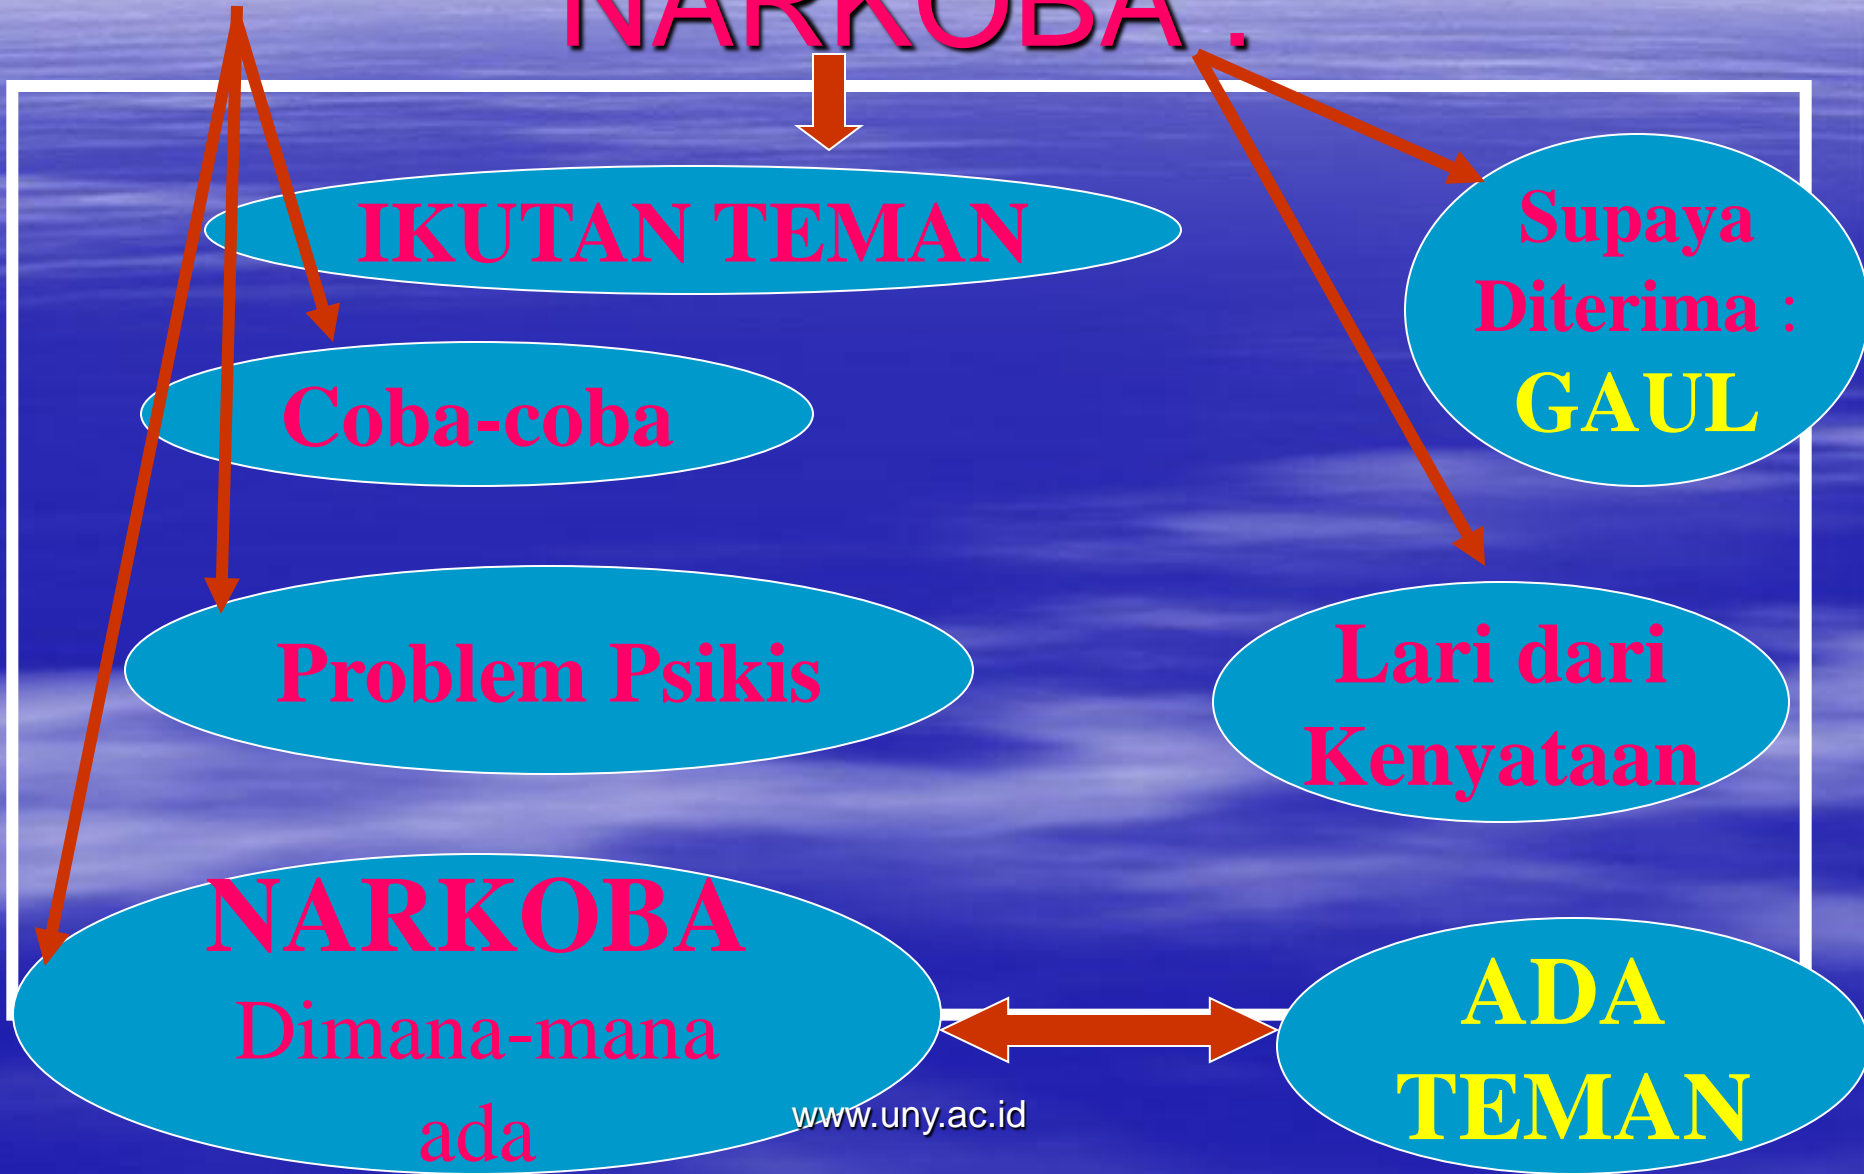 NARKOBA :
IKUTAN TEMAN
Supaya
Diterima :
GAUL
Coba-coba
Problem Psikis
Lari dari
Kenyataan
NARKOBA
Dimana-mana
ada
ADA
TEMAN
www.uny.ac.id